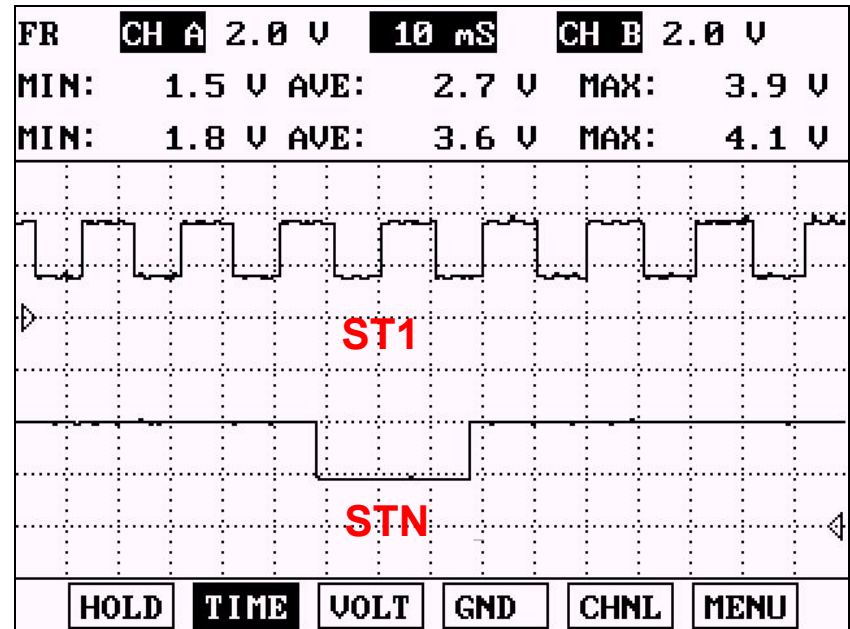 FR CH A 2.0 V 10 mS CH B 2.0 V
MIN: 1.5 V AVE: 2.7 V MAX: 3.9 V
MIN: 1.8 V AVE: 3.6 V MAX: 4.1 V
ST1
STN
HOLD TIME VOLT GND CHNL MENU